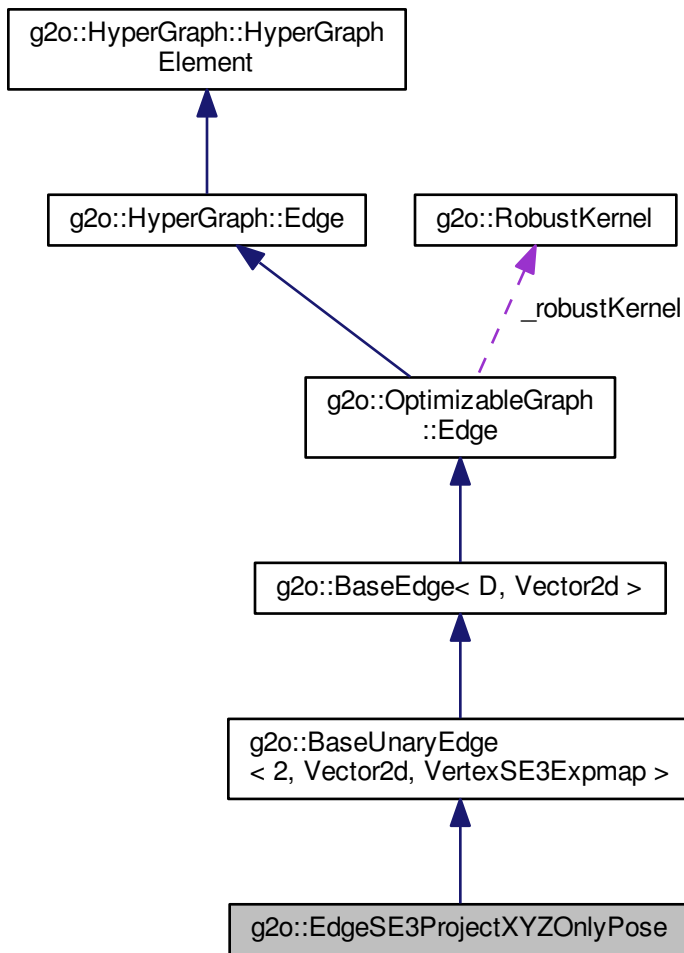 g2o::HyperGraph::HyperGraph
Element
g2o::HyperGraph::Edge
g2o::RobustKernel
_robustKernel
g2o::OptimizableGraph
::Edge
g2o::BaseEdge< D, Vector2d >
g2o::BaseUnaryEdge
< 2, Vector2d, VertexSE3Expmap >
g2o::EdgeSE3ProjectXYZOnlyPose